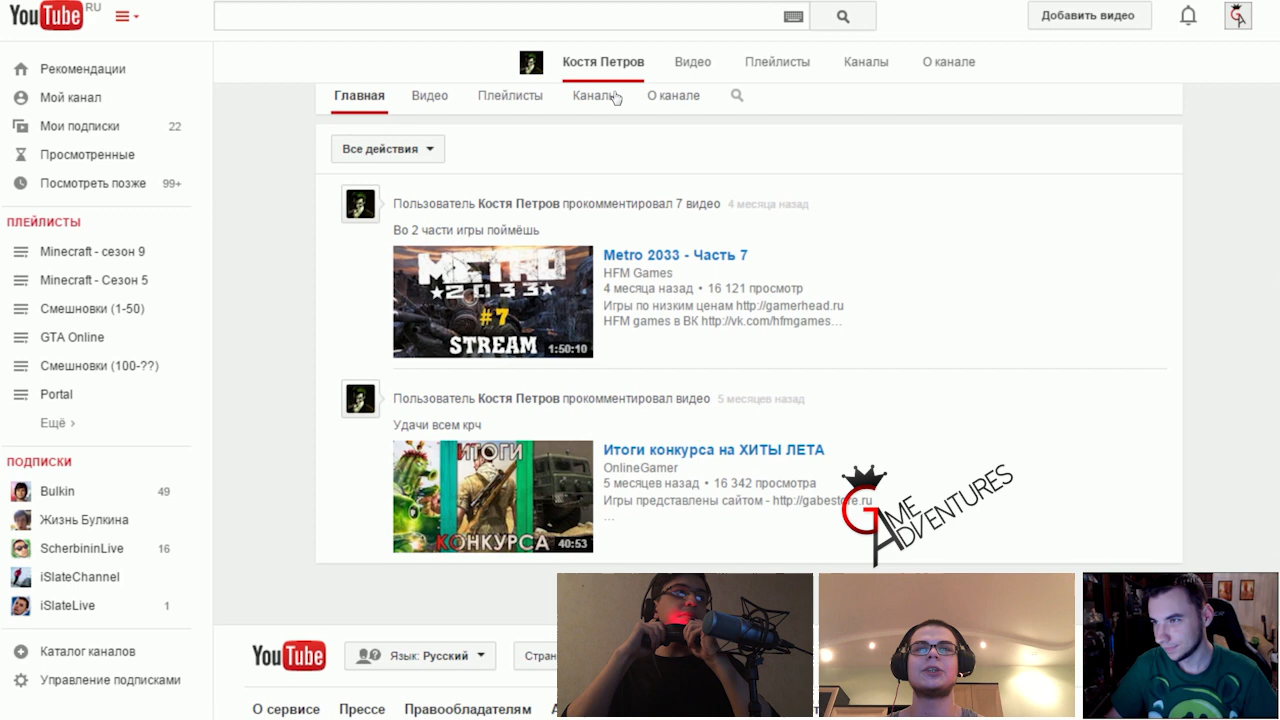 YouTube RU
Добавить видео
Костя Петров Видео Плейлисты Каналы О канале
Главная Видео Плейлисты Каналы О канале
Рекомендации
Мой канал
Мои подписки 22
Просмотренные
Посмотреть позже 99+
ПЛЕЙЛИСТЫ
Minecraft - сезон 9
Minecraft - Сезон 5
Смешновки (1-50)
GTA Online
Смешновки (100-??)
Portal
Ещё ›
ПОДПИСКИ
Bulkin 49
Жизнь Булкина
ScherbininLive 16
iSlateChannel
iSlateLive 1
Каталог каналов
Управление подписками
Все действия
Пользователь Костя Петров прокомментировал 7 видео 4 месяца назад
Во 2 части игры поймёшь
METRO
2033
#7
STREAM
1:50:10
Metro 2033 - Часть 7
HFM Games
4 месяца назад • 16 121 просмотр
Игры по низким ценам http://gamerhead.ru
HFM games в ВК http://vk.com/hfmgames...
Пользователь Костя Петров прокомментировал видео 5 месяцев назад
Удачи всем крч
ИТОГИ
КОНКУРСА
40:53
Итоги конкурса на ХИТЫ ЛЕТА
OnlineGamer
5 месяцев назад • 16 342 просмотра
Игры представлены сайтом - http://gabestore.ru
...
GAME
ADVENTURES
YouTube
Язык: Русский
Стран
О сервисе Прессе Правообладателям